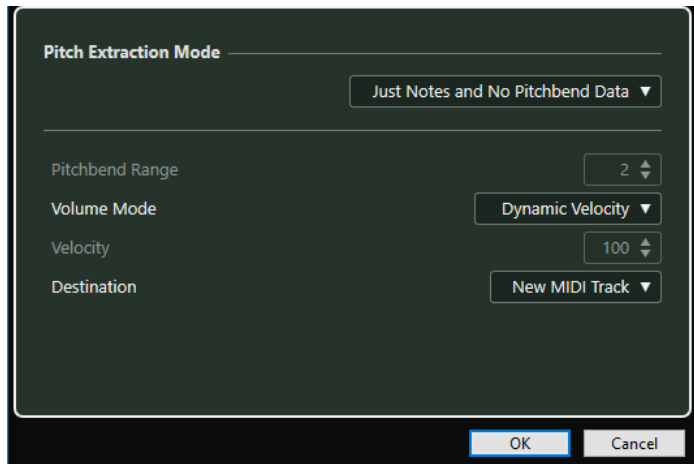 Pitch Extraction Mode
Just Notes and No Pitchbend Data
Pitchbend Range 2
Volume Mode Dynamic Velocity
Velocity 100
Destination New MIDI Track
OK Cancel